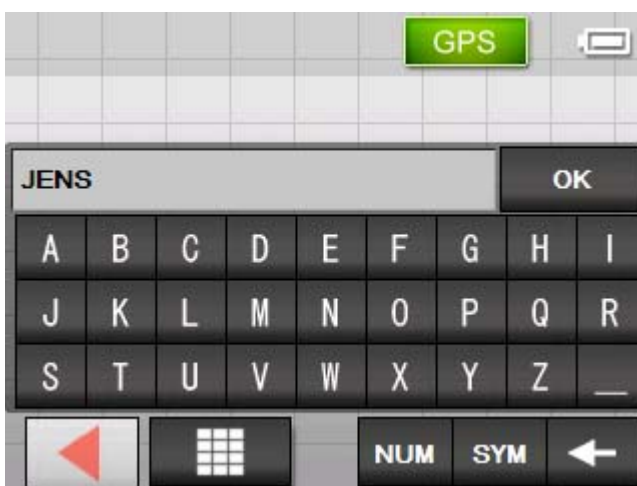 GPS
JENS OK
A B C D E F G H I
J K L M N O P Q R
S T U V W X Y Z _
NUM SYM